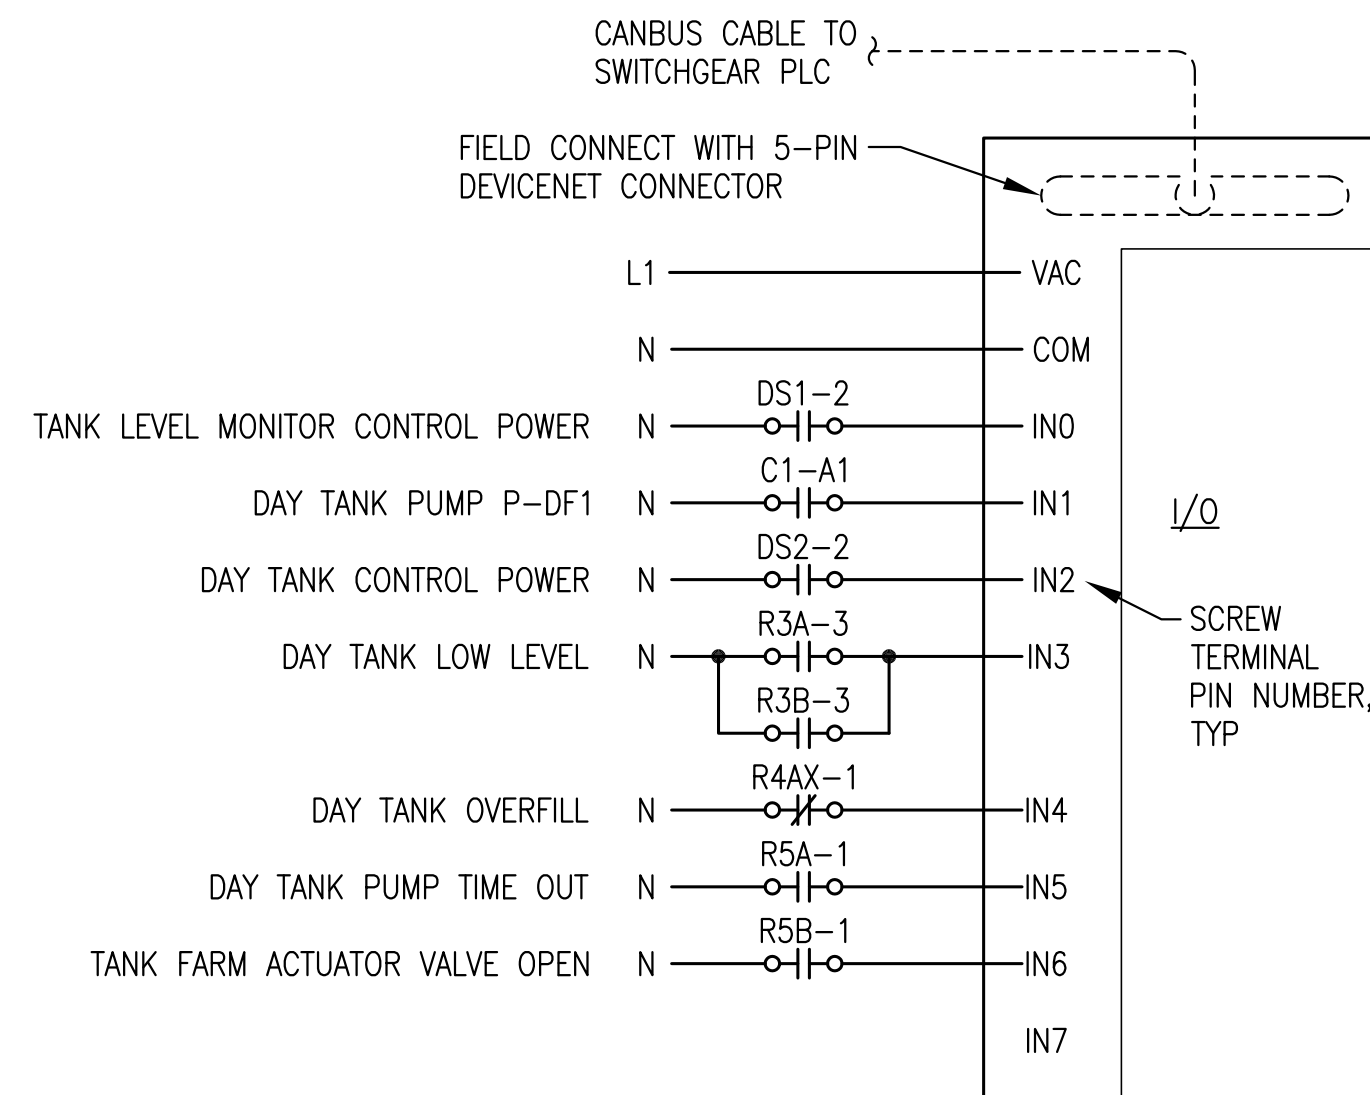 CANBUS CABLE TO
SWITCHGEAR PLC
FIELD CONNECT WITH 5-PIN
DEVICENET CONNECTOR
L1 VAC
N COM
DS1-2
TANK LEVEL MONITOR CONTROL POWER N IN0
C1-A1
DAY TANK PUMP P-DF1 N IN1
I/O
DS2-2
DAY TANK CONTROL POWER N IN2
R3A-3
DAY TANK LOW LEVEL N IN3
R3B-3
SCREW
TERMINAL
PIN NUMBER,
TYP
R4AX-1
DAY TANK OVERFILL N IN4
R5A-1
DAY TANK PUMP TIME OUT N IN5
R5B-1
TANK FARM ACTUATOR VALVE OPEN N IN6
IN7